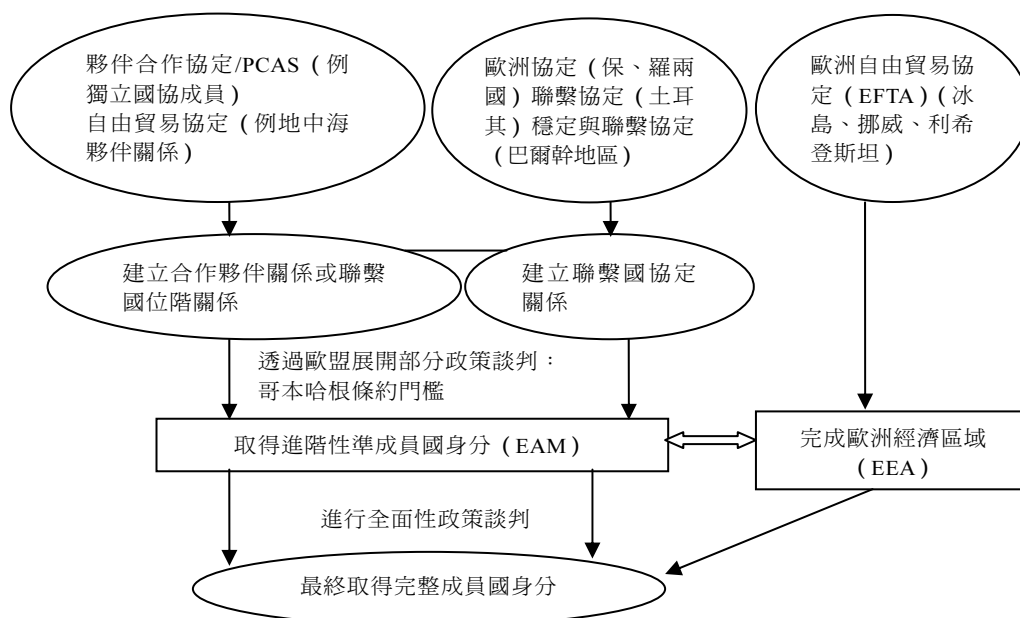 夥伴合作協定/PCAS(例
獨立國協成員)
自由貿易協定(例地中海
夥伴關係)
歐洲協定(保、羅兩
國)聯繫協定(土耳
其)穩定與聯繫協定
(巴爾幹地區)
歐洲自由貿易協
定(EFTA)(冰
島、挪威、利希
登斯坦)
建立合作夥伴關係或聯繫
國位階關係
建立聯繫國協定
關係
透過歐盟展開部分政策談判:
哥本哈根條約門檻
取得進階性準成員國身分(EAM)
完成歐洲經濟區域
(EEA)
進行全面性政策談判
最終取得完整成員國身分